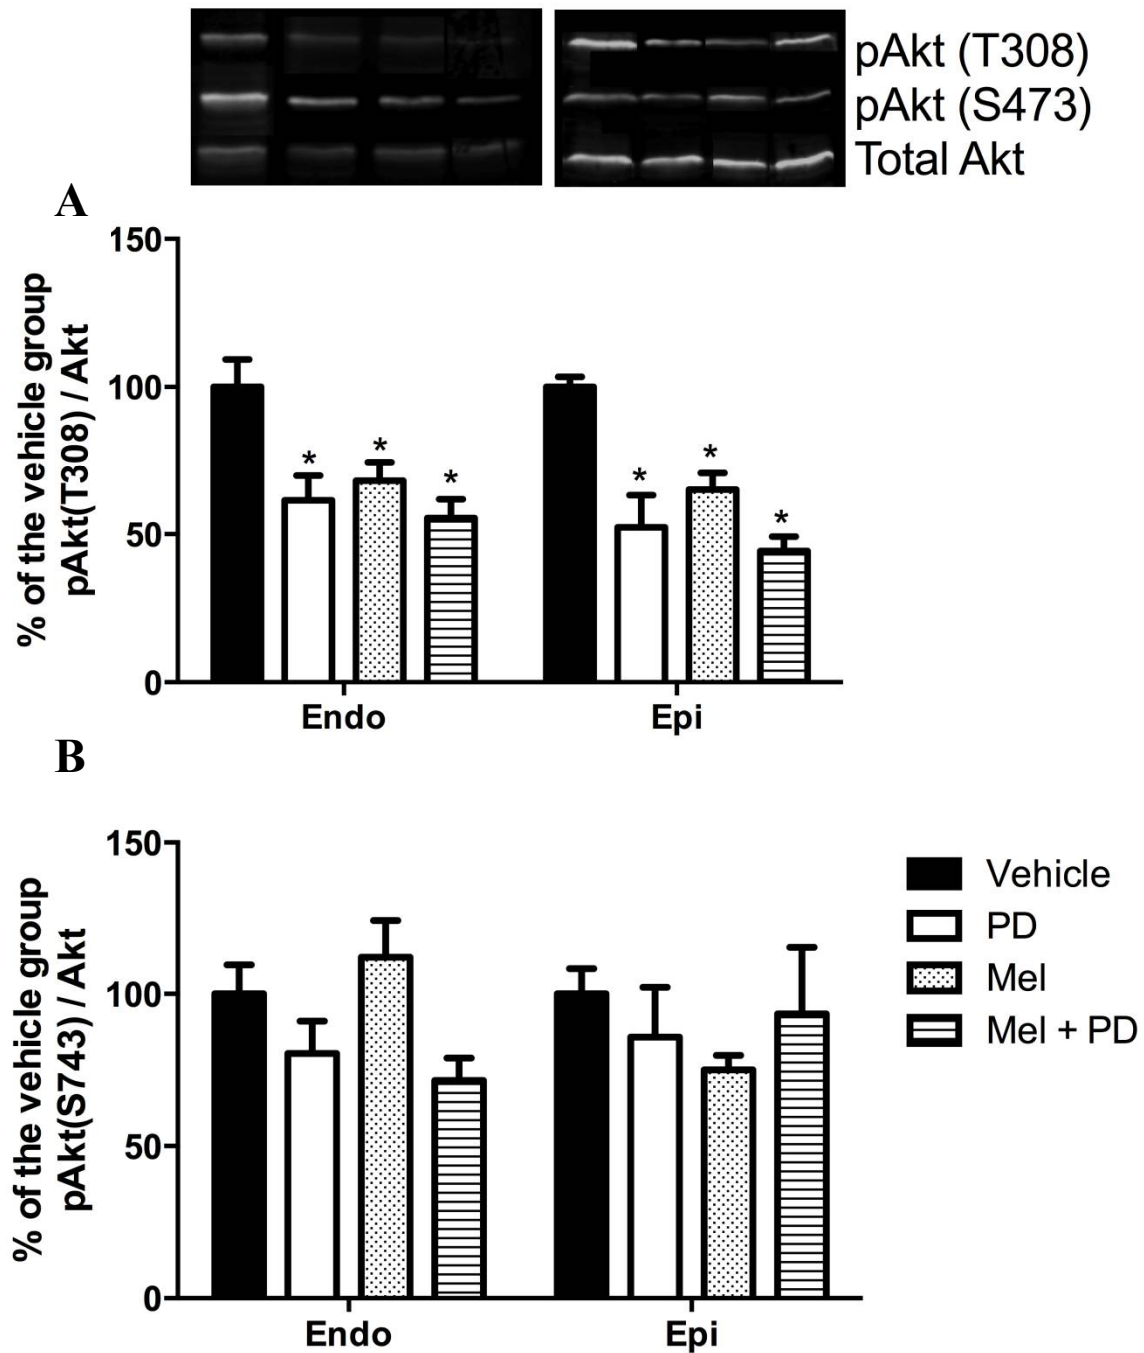 pAkt (T308)
pAkt (S473)
Total Akt
A
% of the vehicle group
pAkt(T308) / Akt
150
100
50
0
*
*
*
*
*
*
Endo
Epi
B
% of the vehicle group
pAkt(S743) / Akt
150
100
50
0
Endo
Epi
Vehicle
PD
Mel
Mel + PD